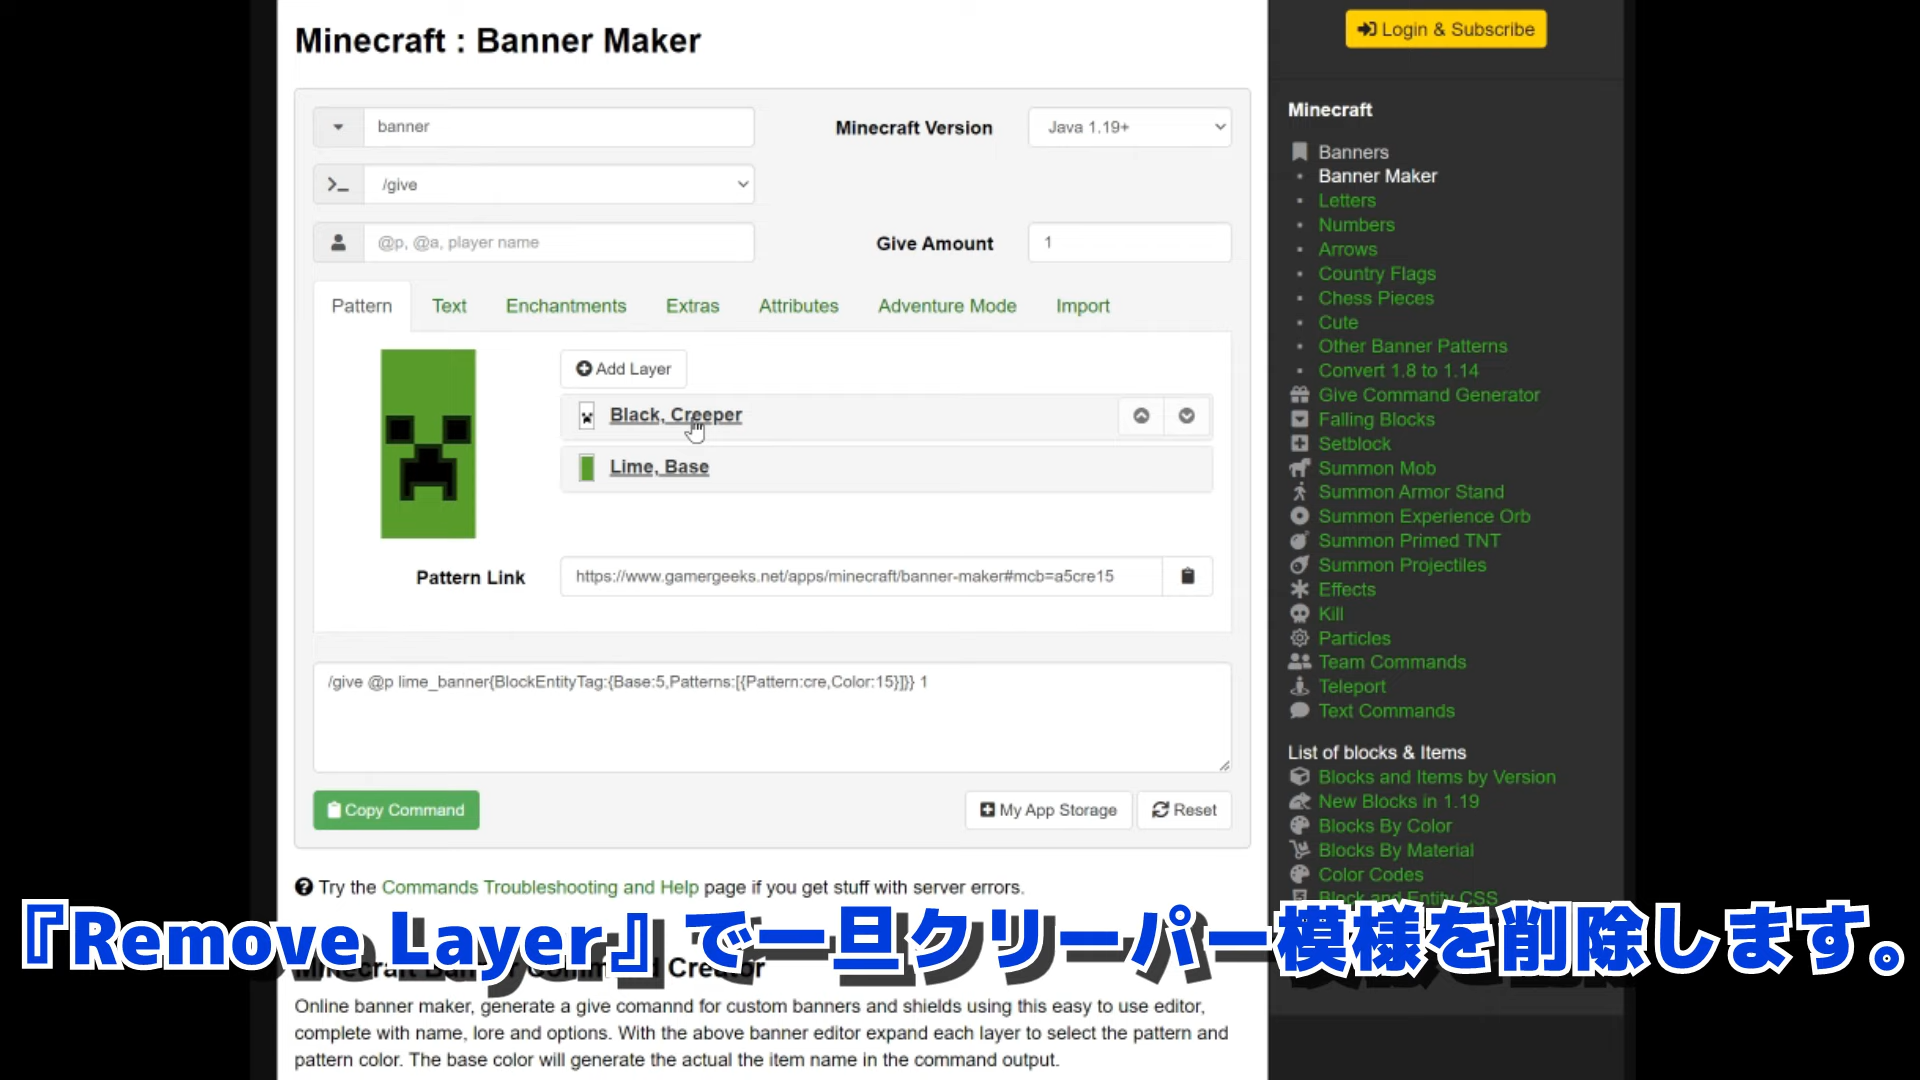 Minecraft : Banner Maker
banner
Minecraft Version
Java 1.19+
/give
@p, @a, player name
Give Amount
1
Pattern
Text
Enchantments
Extras
Attributes
Adventure Mode
Import
Add Layer
Black, Creeper
Lime, Base
Pattern Link
https://www.gamergeeks.net/apps/minecraft/banner-maker#mcb=a5cre15
/give @p lime_banner{BlockEntityTag:{Base:5,Patterns:[{Pattern:cre,Color:15}]}} 1
Copy Command
My App Storage
Reset
Try the Commands Troubleshooting and Help page if you get stuff with server errors.
Minecraft Banner Command Creator
Online banner maker, generate a give comannd for custom banners and shields using this easy to use editor,
complete with name, lore and options. With the above banner editor expand each layer to select the pattern and
pattern color. The base color will generate the actual the item name in the command output.
Login & Subscribe
Minecraft
Banners
Banner Maker
Letters
Numbers
Arrows
Country Flags
Chess Pieces
Cute
Other Banner Patterns
Convert 1.8 to 1.14
Give Command Generator
Falling Blocks
Setblock
Summon Mob
Summon Armor Stand
Summon Experience Orb
Summon Primed TNT
Summon Projectiles
Effects
Kill
Particles
Team Commands
Teleport
Text Commands
List of blocks & Items
Blocks and Items by Version
New Blocks in 1.19
Blocks By Color
Blocks By Material
Color Codes
Block and Entity CSS
『Remove Layer』で一旦クリーパー模様を削除します。